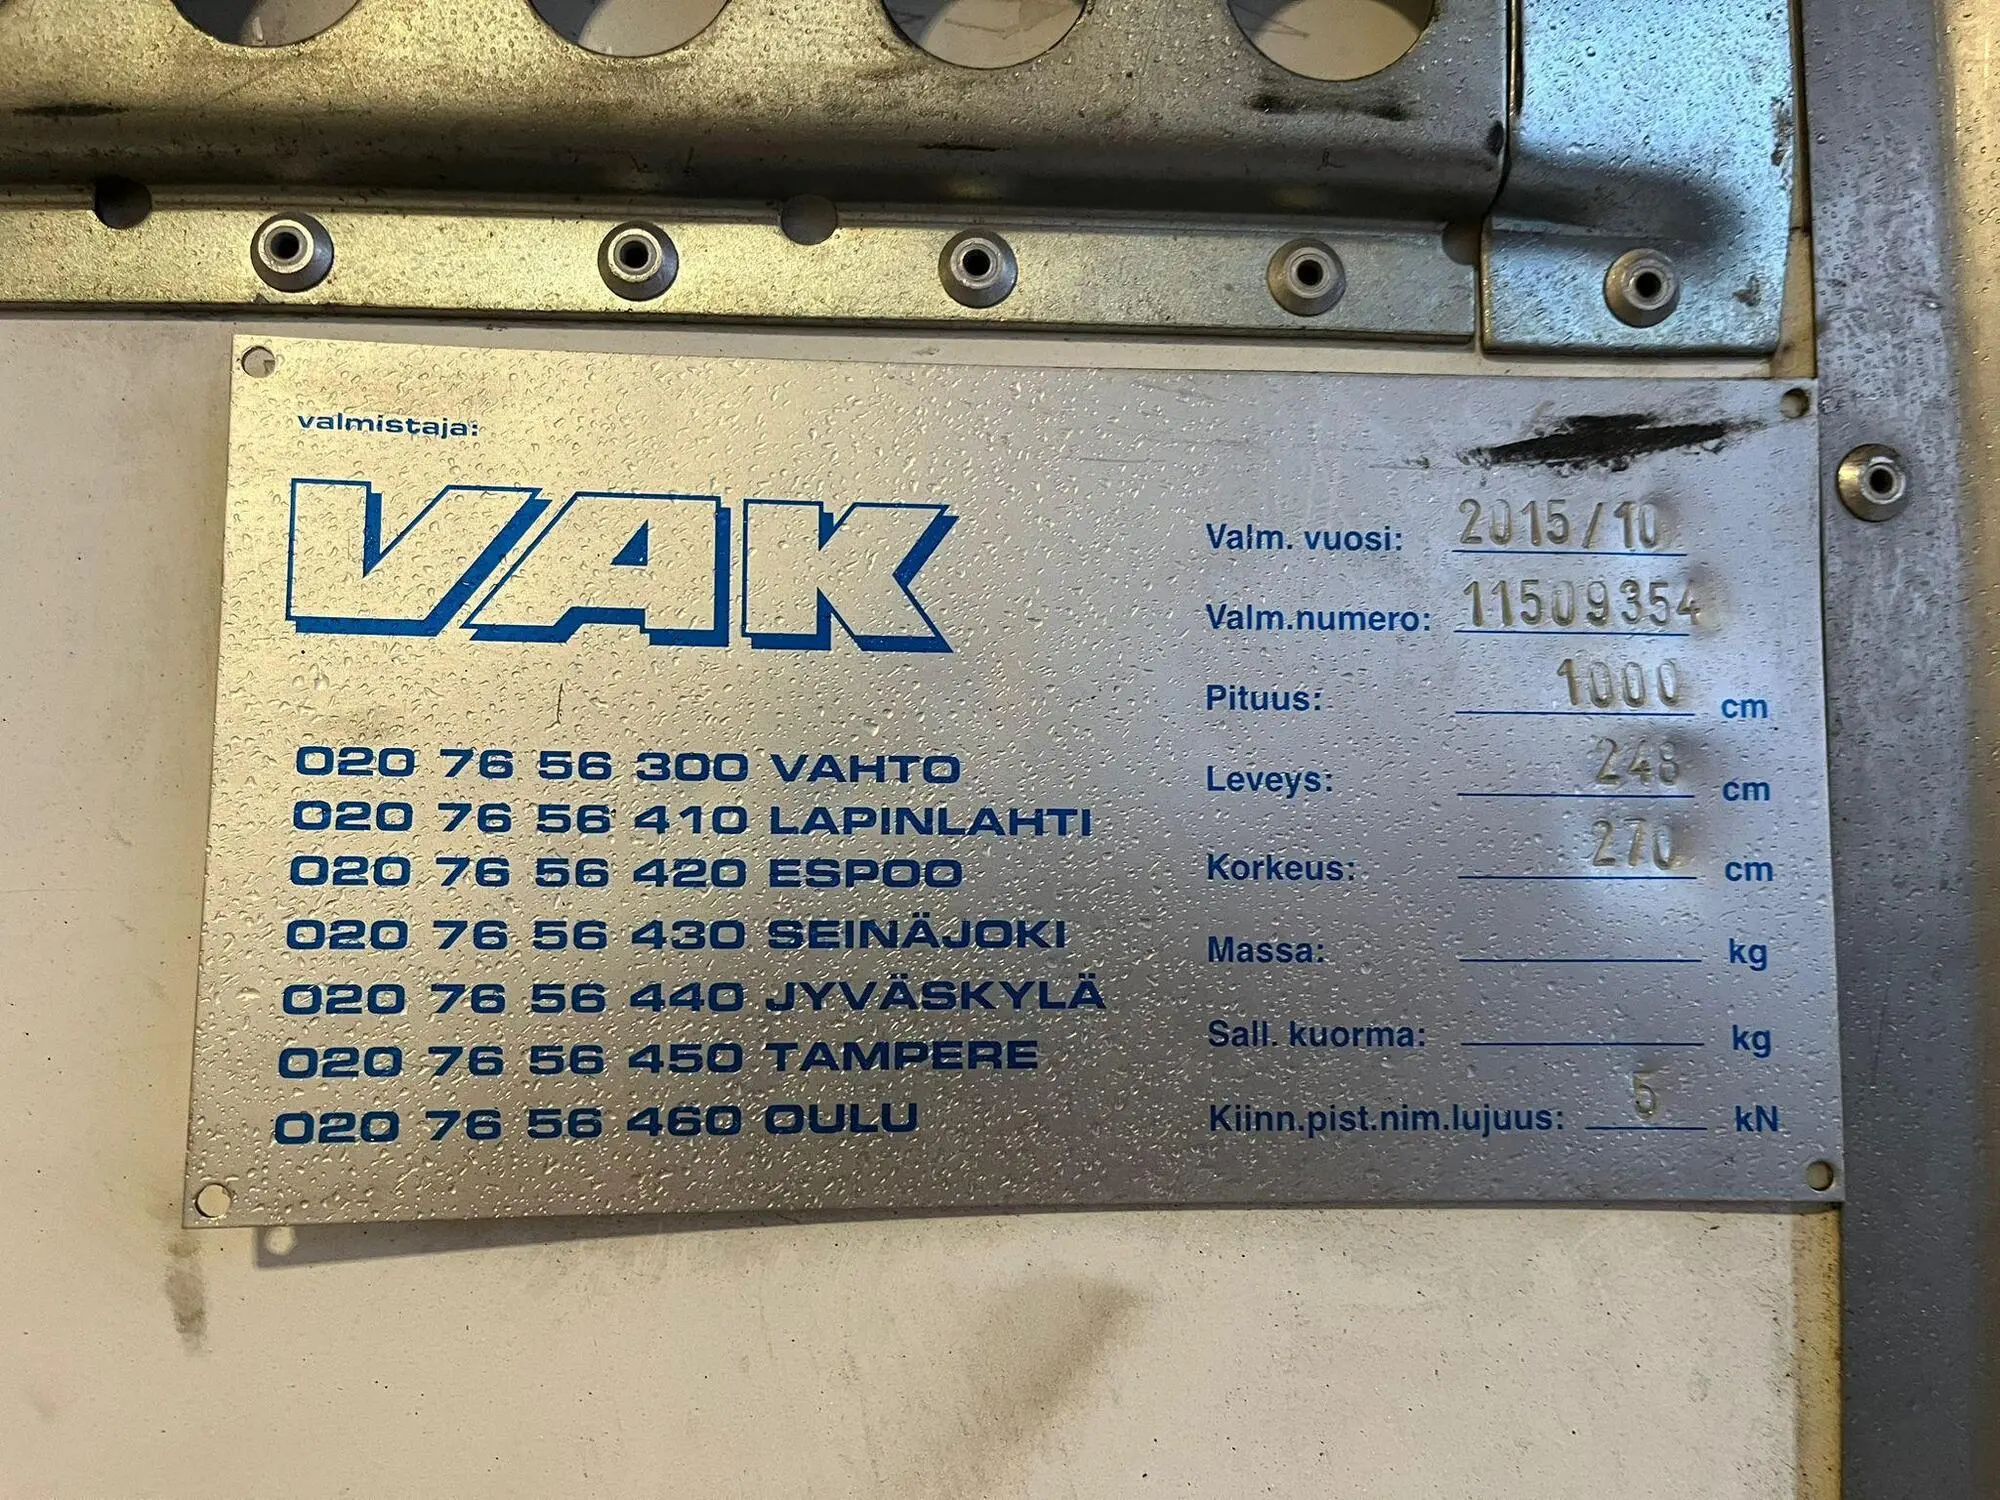 valmistaja:
VAK
020 76 56 300 VAHTO
020 76 56 410 LAPINLAHTI
020 76 56 420 ESPOO
020 76 56 430 SEINÄJOKI
020 76 56 440 JYVÄSKYLÄ
020 76 56 450 TAMPERE
020 76 56 460 OULU
Valm. vuosi: 2015/10
Valm.numero: 11509354
Pituus: 1000 cm
Leveys: 248 cm
Korkeus: 270 cm
Massa: kg
Sall. kuorma: kg
Kiinn.pist.nim.lujuus: 5 kN